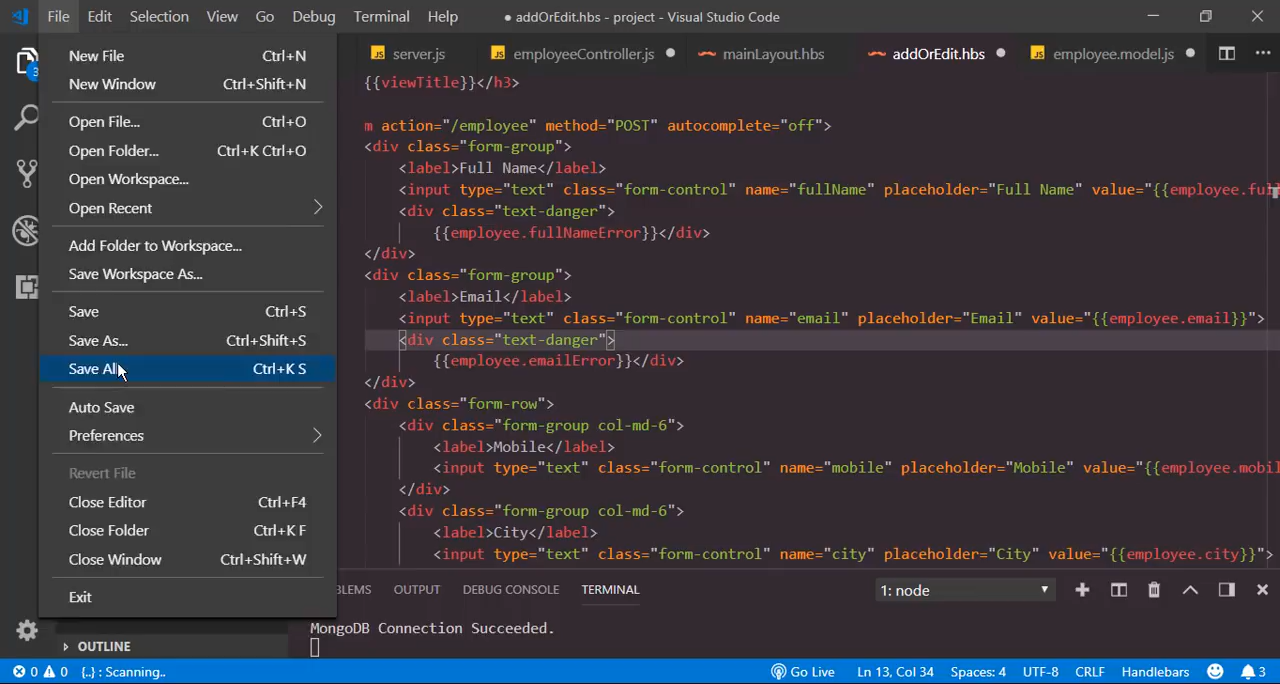 File Edit Selection View Go Debug Terminal Help ● addOrEdit.hbs - project - Visual Studio Code
New File Ctrl+N
New Window Ctrl+Shift+N
Open File... Ctrl+O
Open Folder... Ctrl+K Ctrl+O
Open Workspace...
Open Recent
Add Folder to Workspace...
Save Workspace As...
Save Ctrl+S
Save As... Ctrl+Shift+S
Save All Ctrl+K S
Auto Save
Preferences
Revert File
Close Editor Ctrl+F4
Close Folder Ctrl+K F
Close Window Ctrl+Shift+W
Exit
3
OUTLINE
JS server.js JS employeeController.js ● mainLayout.hbs addOrEdit.hbs ● JS employee.model.js ●
{{viewTitle}}</h3>
m action="/employee" method="POST" autocomplete="off">
<div class="form-group">
<label>Full Name</label>
<input type="text" class="form-control" name="fullName" placeholder="Full Name" value="{{employee.full
<div class="text-danger">
{{employee.fullNameError}}</div>
</div>
<div class="form-group">
<label>Email</label>
<input type="text" class="form-control" name="email" placeholder="Email" value="{{employee.email}}">
<div class="text-danger">
{{employee.emailError}}</div>
</div>
<div class="form-row">
<div class="form-group col-md-6">
<label>Mobile</label>
<input type="text" class="form-control" name="mobile" placeholder="Mobile" value="{{employee.mobil
</div>
<div class="form-group col-md-6">
<label>City</label>
<input type="text" class="form-control" name="city" placeholder="City" value="{{employee.city}}">
BLEMS OUTPUT DEBUG CONSOLE TERMINAL 1: node
MongoDB Connection Succeeded.
0 0 {..} : Scanning.. Go Live Ln 13, Col 34 Spaces: 4 UTF-8 CRLF Handlebars 3